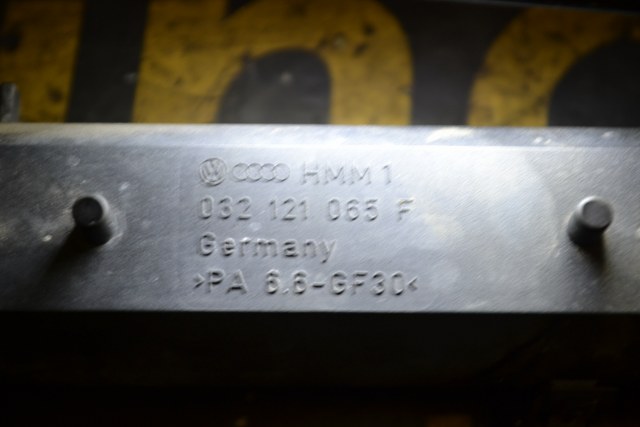 HMM 1
032 121 065 F
Germany
>PA 6.6-GF30<